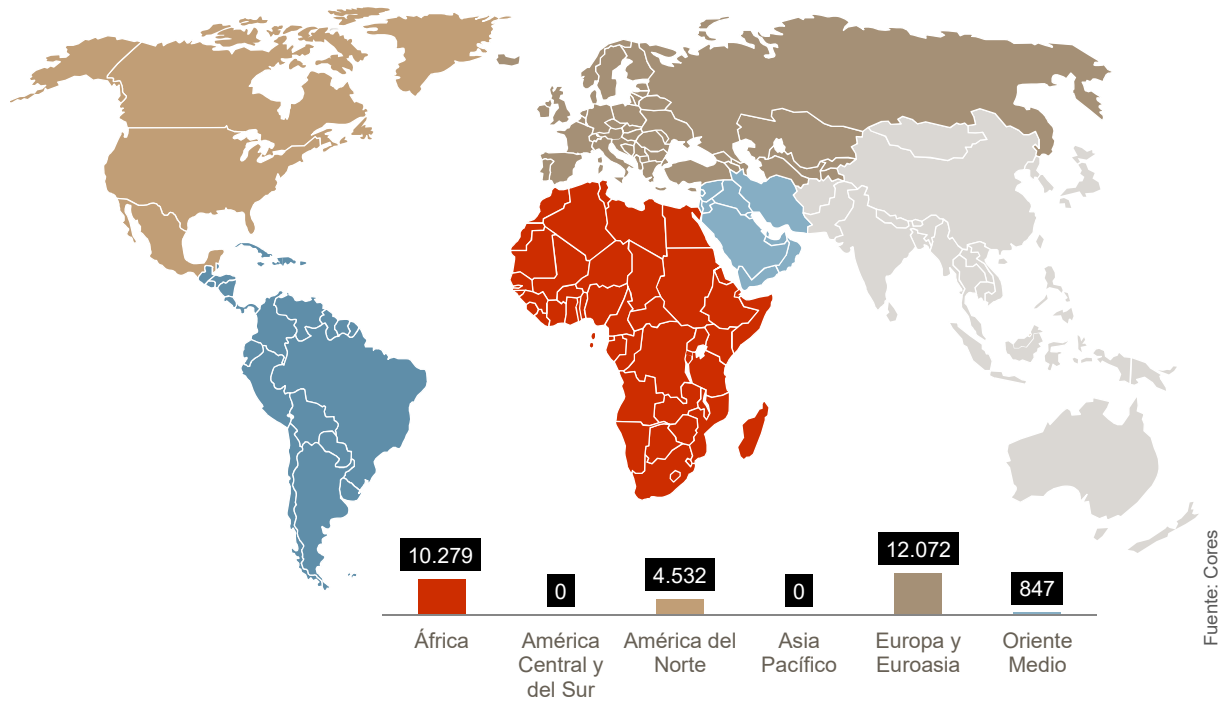 10.279
0
4.532
0
12.072
847
África
América
Central y
del Sur
América del
Norte
Asia
Pacífico
Europa y
Euroasia
Oriente
Medio
Fuente: Cores